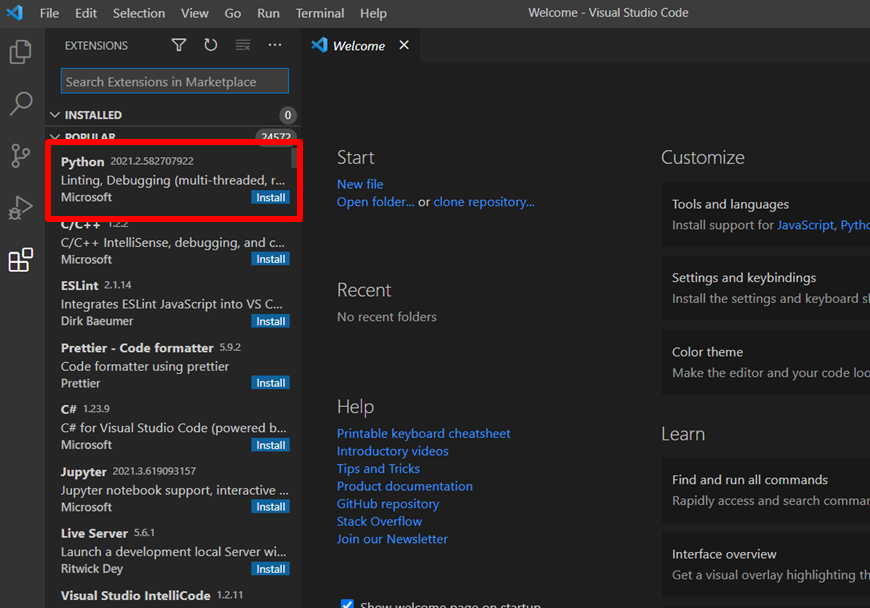 File Edit Selection View Go Run Terminal Help Welcome - Visual Studio Code
EXTENSIONS
Search Extensions in Marketplace
INSTALLED 0
POPULAR 24572
Python 2021.2.582707922
Linting, Debugging (multi-threaded, r...
Microsoft Install
C/C++ 1.2.2
C/C++ IntelliSense, debugging, and c...
Microsoft Install
ESLint 2.1.14
Integrates ESLint JavaScript into VS C...
Dirk Baeumer Install
Prettier - Code formatter 5.9.2
Code formatter using prettier
Prettier Install
C# 1.23.9
C# for Visual Studio Code (powered b...
Microsoft Install
Jupyter 2021.3.619093157
Jupyter notebook support, interactive ...
Microsoft Install
Live Server 5.6.1
Launch a development local Server wi...
Ritwick Dey Install
Visual Studio IntelliCode 1.2.11
Welcome
Start
New file
Open folder... or clone repository...
Recent
No recent folders
Help
Printable keyboard cheatsheet
Introductory videos
Tips and Tricks
Product documentation
GitHub repository
Stack Overflow
Join our Newsletter
Show welcome page on startup
Customize
Tools and languages
Install support for JavaScript, Pytho
Settings and keybindings
Install the settings and keyboard s
Color theme
Make the editor and your code loo
Learn
Find and run all commands
Rapidly access and search comman
Interface overview
Get a visual overlay highlighting th